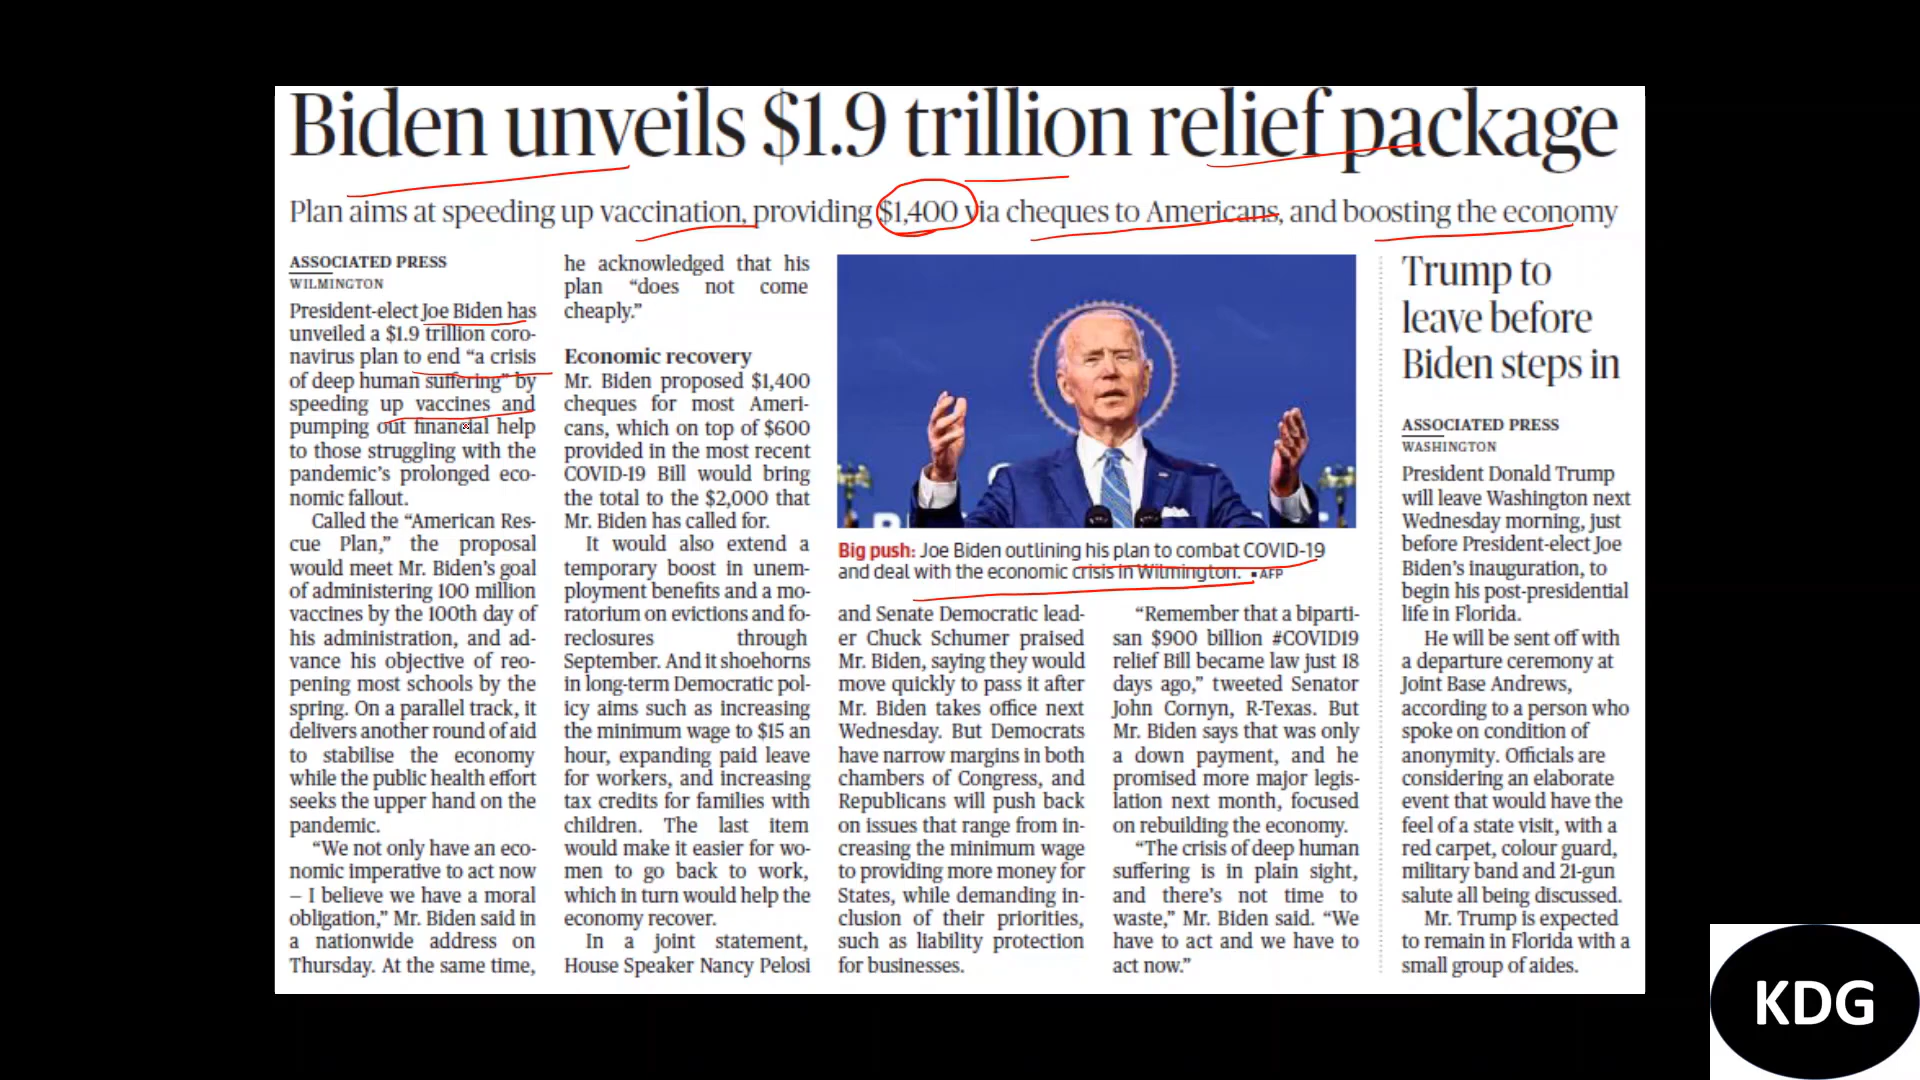 Biden unveils $1.9 trillion relief package
Plan aims at speeding up vaccination, providing $1,400 via cheques to Americans, and boosting the economy
ASSOCIATED PRESS
WILMINGTON
President-elect Joe Biden has
unveiled a $1.9 trillion coro-
navirus plan to end “a crisis
of deep human suffering” by
speeding up vaccines and
pumping out financial help
to those struggling with the
pandemic’s prolonged eco-
nomic fallout.
Called the “American Res-
cue Plan,” the proposal
would meet Mr. Biden’s goal
of administering 100 million
vaccines by the 100th day of
his administration, and ad-
vance his objective of reo-
pening most schools by the
spring. On a parallel track, it
delivers another round of aid
to stabilise the economy
while the public health effort
seeks the upper hand on the
pandemic.
“We not only have an eco-
nomic imperative to act now
– I believe we have a moral
obligation,” Mr. Biden said in
a nationwide address on
Thursday. At the same time,
he acknowledged that his
plan “does not come
cheaply.”
Economic recovery
Mr. Biden proposed $1,400
cheques for most Ameri-
cans, which on top of $600
provided in the most recent
COVID-19 Bill would bring
the total to the $2,000 that
Mr. Biden has called for.
It would also extend a
temporary boost in unem-
ployment benefits and a mo-
ratorium on evictions and fo-
reclosures through
September. And it shoehorns
in long-term Democratic pol-
icy aims such as increasing
the minimum wage to $15 an
hour, expanding paid leave
for workers, and increasing
tax credits for families with
children. The last item
would make it easier for wo-
men to go back to work,
which in turn would help the
economy recover.
In a joint statement,
House Speaker Nancy Pelosi
Big push: Joe Biden outlining his plan to combat COVID-19
and deal with the economic crisis in Wilmington. ▪ AFP
and Senate Democratic lead-
er Chuck Schumer praised
Mr. Biden, saying they would
move quickly to pass it after
Mr. Biden takes office next
Wednesday. But Democrats
have narrow margins in both
chambers of Congress, and
Republicans will push back
on issues that range from in-
creasing the minimum wage
to providing more money for
States, while demanding in-
clusion of their priorities,
such as liability protection
for businesses.
“Remember that a biparti-
san $900 billion #COVID19
relief Bill became law just 18
days ago,” tweeted Senator
John Cornyn, R-Texas. But
Mr. Biden says that was only
a down payment, and he
promised more major legis-
lation next month, focused
on rebuilding the economy.
“The crisis of deep human
suffering is in plain sight,
and there’s not time to
waste,” Mr. Biden said. “We
have to act and we have to
act now.”
Trump to
leave before
Biden steps in
ASSOCIATED PRESS
WASHINGTON
President Donald Trump
will leave Washington next
Wednesday morning, just
before President-elect Joe
Biden’s inauguration, to
begin his post-presidential
life in Florida.
He will be sent off with
a departure ceremony at
Joint Base Andrews,
according to a person who
spoke on condition of
anonymity. Officials are
considering an elaborate
event that would have the
feel of a state visit, with a
red carpet, colour guard,
military band and 21-gun
salute all being discussed.
Mr. Trump is expected
to remain in Florida with a
small group of aides.
KDG